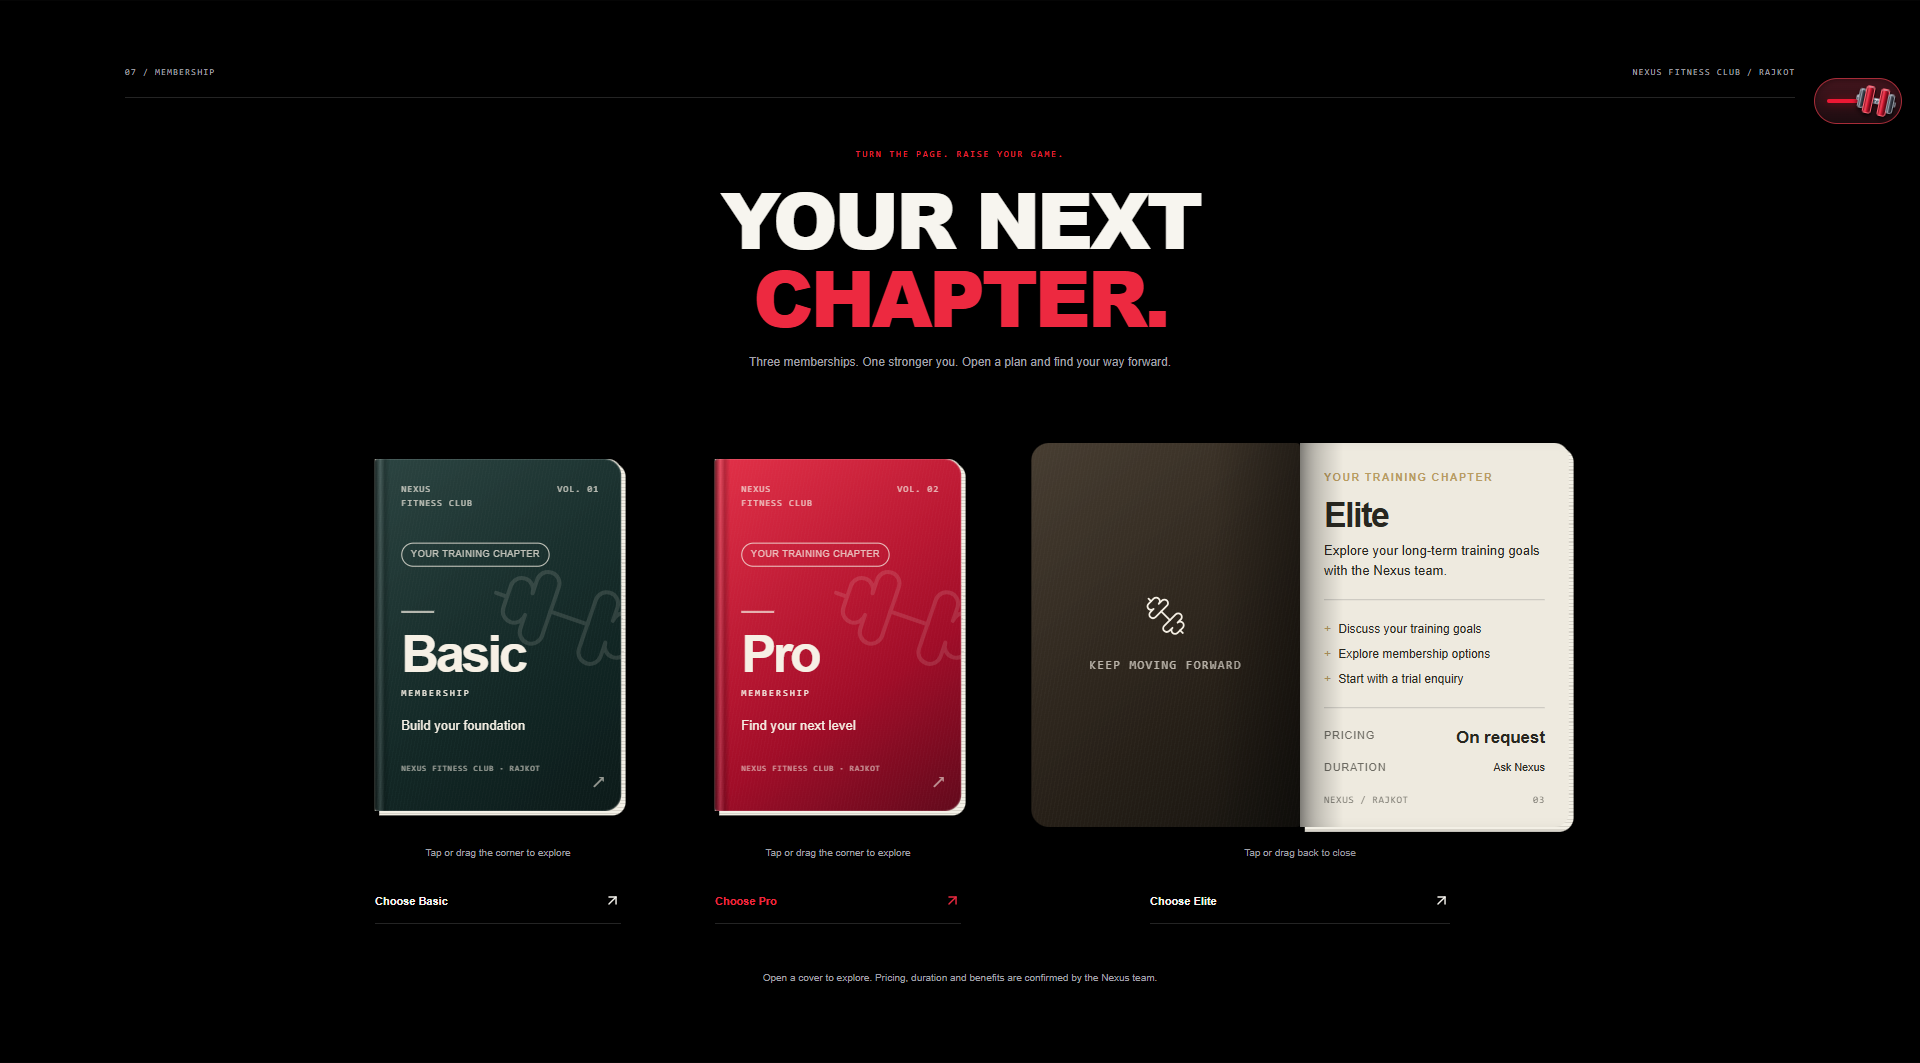 07 / MEMBERSHIP
NEXUS FITNESS CLUB / RAJKOT
TURN THE PAGE. RAISE YOUR GAME.
YOUR NEXT
CHAPTER.
Three memberships. One stronger you. Open a plan and find your way forward.
NEXUS
FITNESS CLUB
VOL. 01
YOUR TRAINING CHAPTER
Basic
MEMBERSHIP
Build your foundation
NEXUS FITNESS CLUB · RAJKOT
Tap or drag the corner to explore
Choose Basic
NEXUS
FITNESS CLUB
VOL. 02
YOUR TRAINING CHAPTER
Pro
MEMBERSHIP
Find your next level
NEXUS FITNESS CLUB · RAJKOT
Tap or drag the corner to explore
Choose Pro
KEEP MOVING FORWARD
YOUR TRAINING CHAPTER
Elite
Explore your long-term training goals
with the Nexus team.
+ Discuss your training goals
+ Explore membership options
+ Start with a trial enquiry
PRICING On request
DURATION Ask Nexus
NEXUS / RAJKOT 03
Tap or drag back to close
Choose Elite
Open a cover to explore. Pricing, duration and benefits are confirmed by the Nexus team.